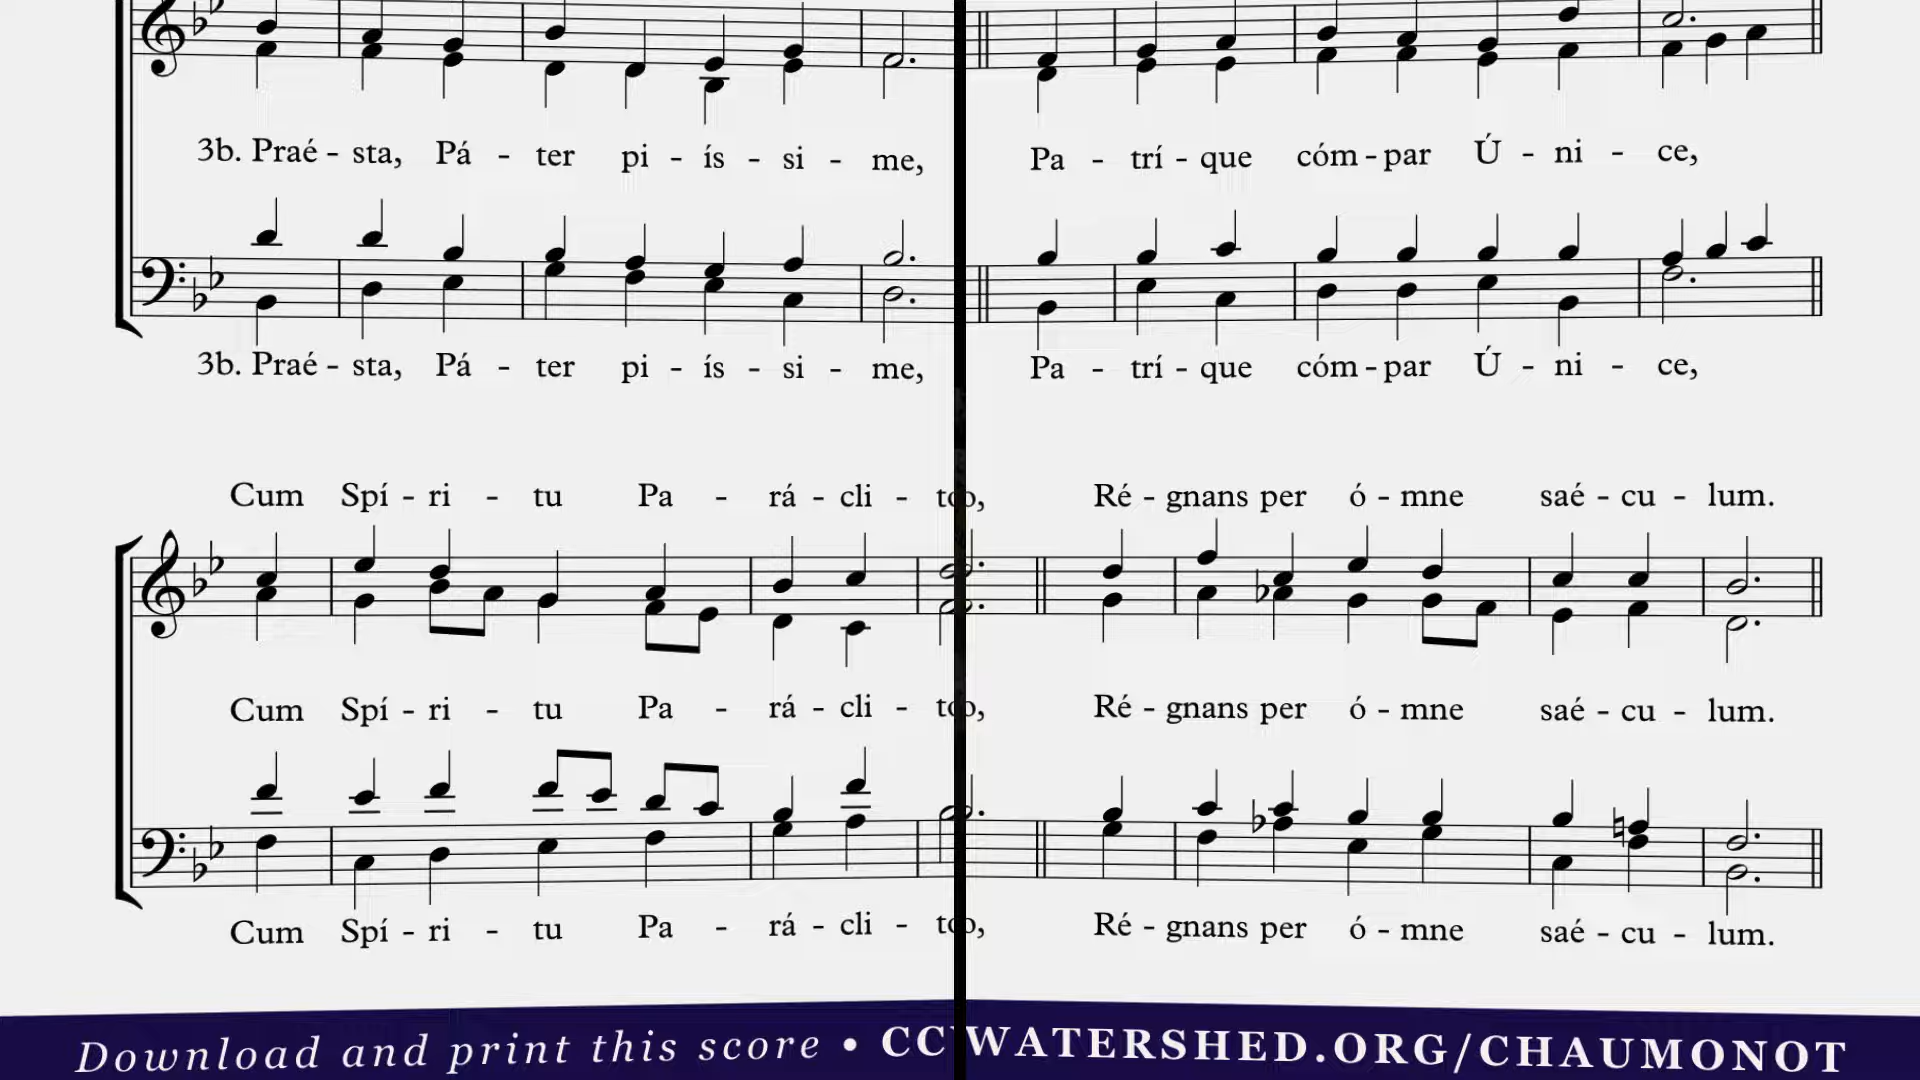 3b. Praé - sta, Pá - ter pi - ís - si - me, Pa - trí - que cóm - par Ú - ni - ce,
3b. Praé - sta, Pá - ter pi - ís - si - me, Pa - trí - que cóm - par Ú - ni - ce,
Cum Spí - ri - tu Pa - rá - cli - to, Ré - gnans per ó - mne saé - cu - lum.
Cum Spí - ri - tu Pa - rá - cli - to, Ré - gnans per ó - mne saé - cu - lum.
Cum Spí - ri - tu Pa - rá - cli - to, Ré - gnans per ó - mne saé - cu - lum.
Download and print this score • CCWATERSHED.ORG/CHAUMONOT